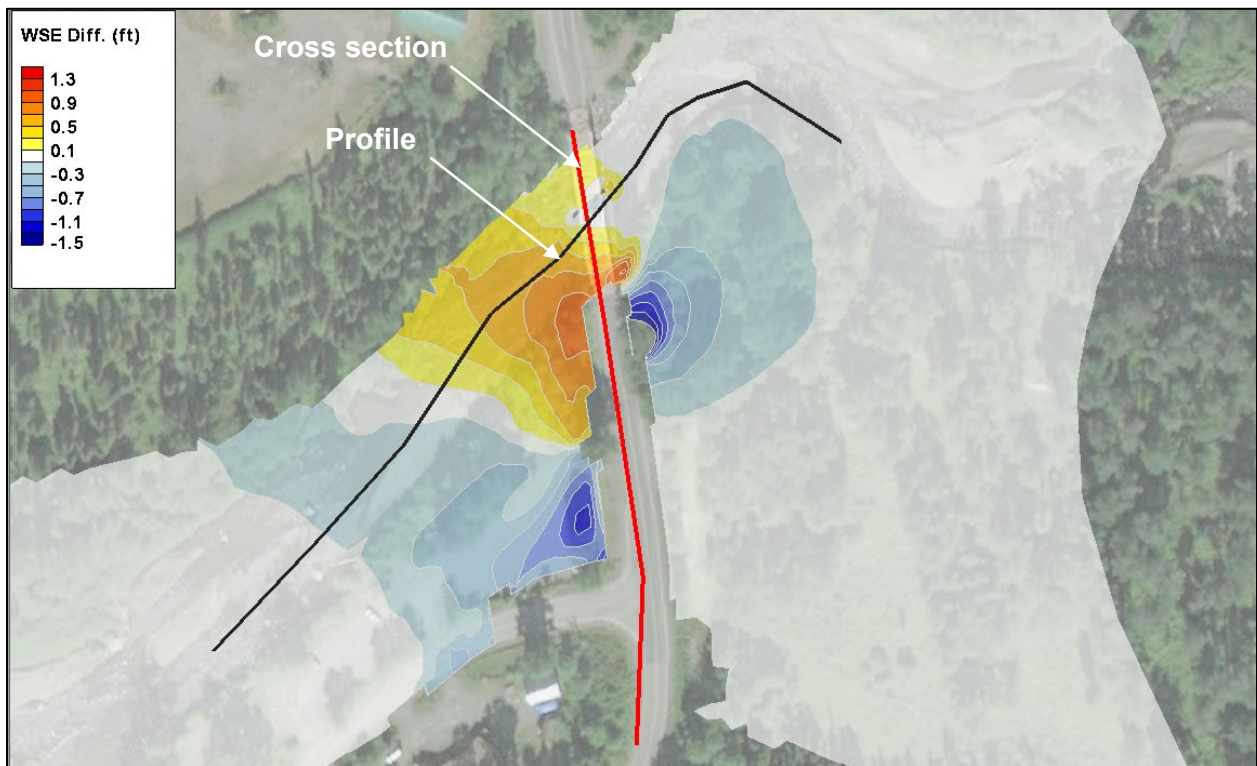 WSE Diff. (ft)
1.3
0.9
0.5
0.1
-0.3
-0.7
-1.1
-1.5
Cross section
Profile